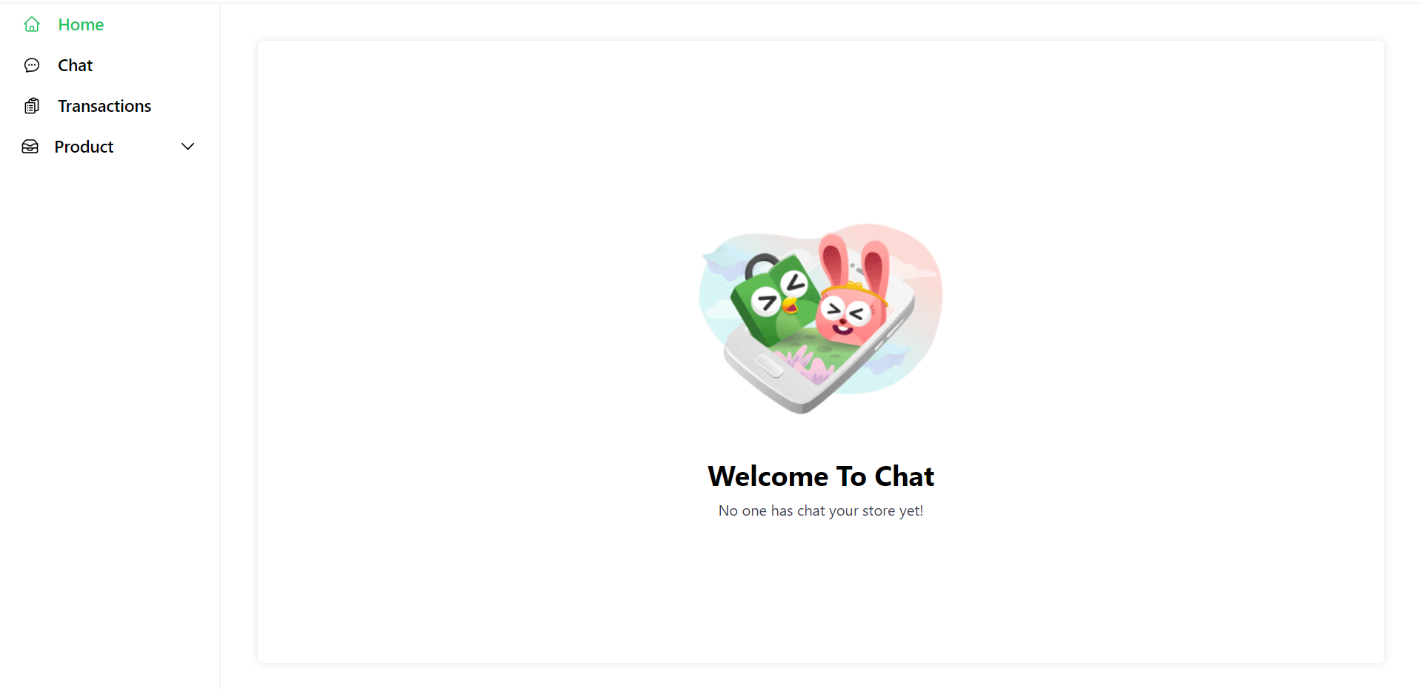 Home
Chat
Transactions
Product
Welcome To Chat
No one has chat your store yet!